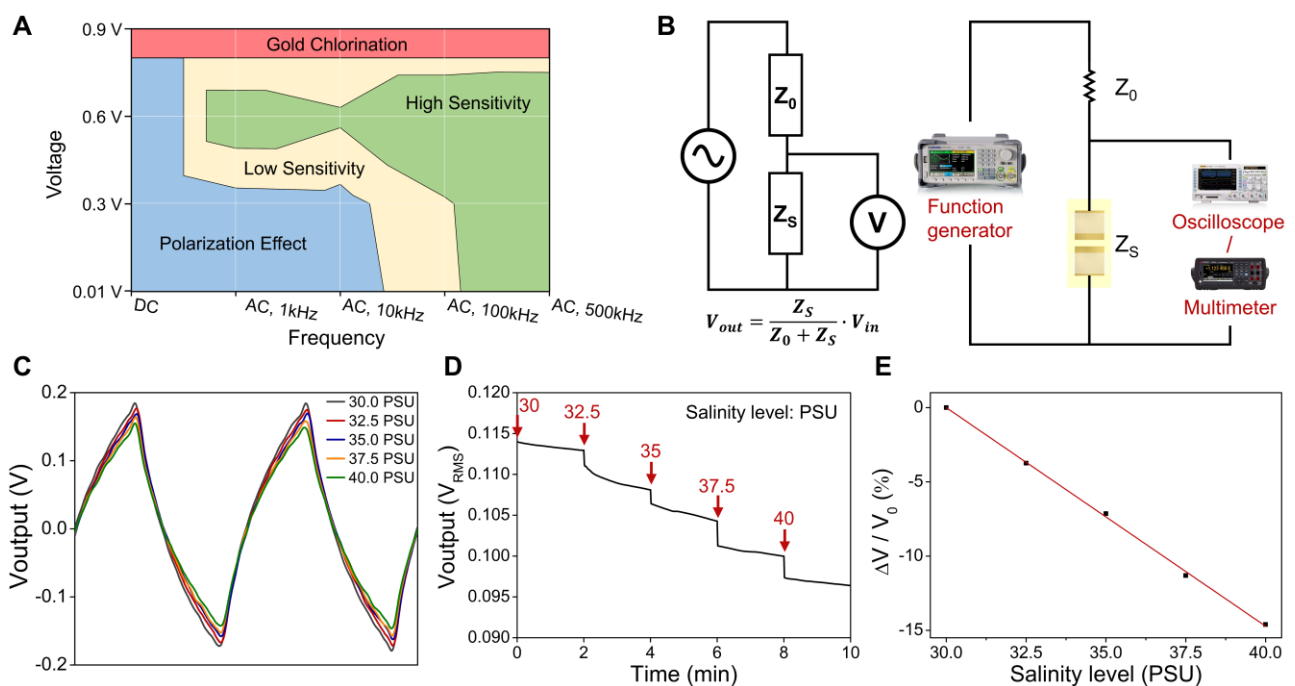 A
0.9 V
0.6 V
0.3 V
0.01 V
Voltage
Gold Chlorination
High Sensitivity
Low Sensitivity
Polarization Effect
DC
AC, 1kHz
AC, 10kHz
AC, 100kHz
AC, 500kHz
Frequency
B
Z0
ZS
V
Vout = ZS / Z0 + ZS · Vin
Function
generator
Z0
ZS
Oscilloscope
/
Multimeter
C
Voutput (V)
0.2
0.1
0.0
-0.1
-0.2
30.0 PSU
32.5 PSU
35.0 PSU
37.5 PSU
40.0 PSU
D
Voutput (VRMS)
0.120
0.115
0.110
0.105
0.100
0.095
0.090
Salinity level: PSU
30
32.5
35
37.5
40
0 2 4 6 8 10
Time (min)
E
ΔV / V0 (%)
0
-5
-10
-15
30.0 32.5 35.0 37.5 40.0
Salinity level (PSU)